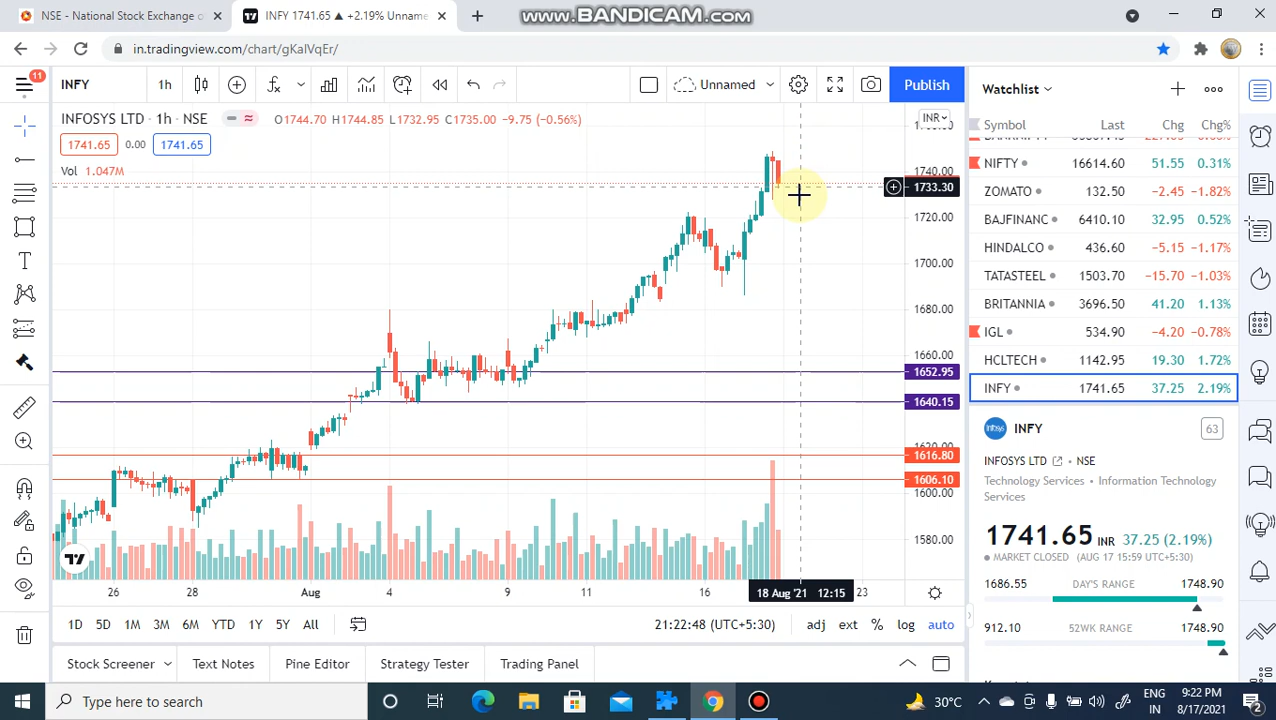 NSE - National Stock Exchange o
INFY 1741.65 ▲ +2.19% Unname
www.BANDICAM.com
in.tradingview.com/chart/gKalVqEr/
11
INFY
1h
Unnamed
Publish
Watchlist
INFOSYS LTD · 1h · NSE
O1744.70 H1744.85 L1732.95 C1735.00 −9.75 (−0.56%)
INR
Symbol Last Chg Chg%
1741.65 0.00 1741.65
Vol 1.047M
1740.00
1733.30
1720.00
1700.00
1680.00
1660.00
1652.95
1640.15
1616.80
1606.10
1600.00
1580.00
NIFTY 16614.60 51.55 0.31%
ZOMATO 132.50 −2.45 −1.82%
BAJFINANC 6410.10 32.95 0.52%
HINDALCO 436.60 −5.15 −1.17%
TATASTEEL 1503.70 −15.70 −1.03%
BRITANNIA 3696.50 41.20 1.13%
IGL 534.90 −4.20 −0.78%
HCLTECH 1142.95 19.30 1.72%
INFY 1741.65 37.25 2.19%
Infosys
INFY
63
INFOSYS LTD • NSE
Technology Services • Information Technology
Services
1741.65 INR 37.25 (2.19%)
MARKET CLOSED (AUG 17 15:59 UTC+5:30)
1686.55 DAY'S RANGE 1748.90
912.10 52WK RANGE 1748.90
26 28 Aug 4 9 11 16 18 Aug '21 12:15 23
1D 5D 1M 3M 6M YTD 1Y 5Y All
21:22:48 (UTC+5:30)
adj ext % log auto
Stock Screener Text Notes Pine Editor Strategy Tester Trading Panel
Type here to search
30°C
ENG
IN
9:22 PM
8/17/2021
2